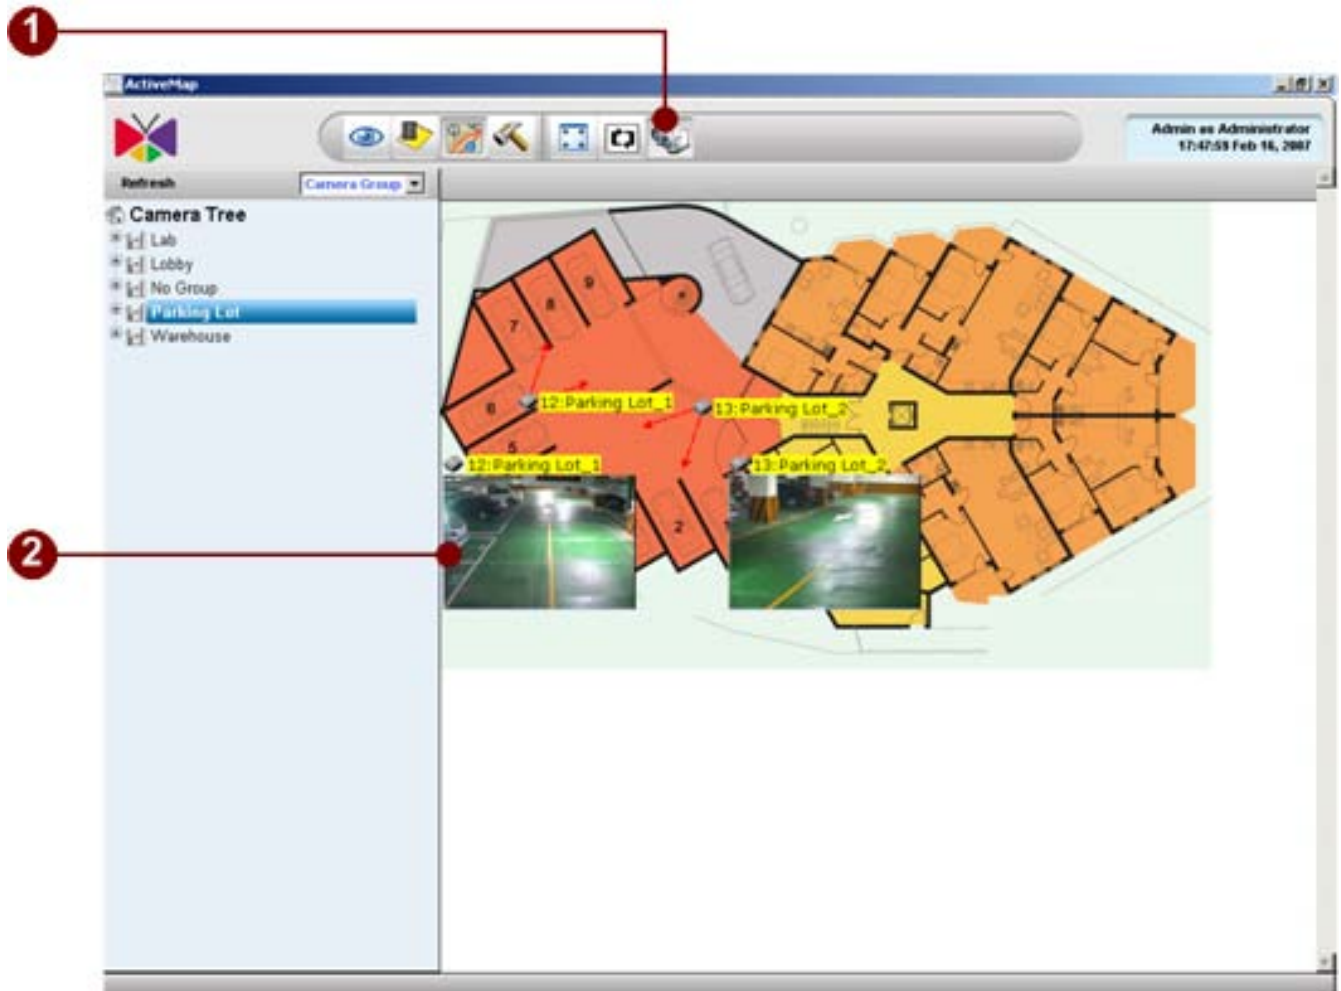 1
ActiveMap
Admin as Administrator
17:47:59 Feb 16, 2007
Refresh
Camera Group
Camera Tree
Lab
Lobby
No Group
Parking Lot
Warehouse
9
8
7
6
12:Parking Lot_1
13:Parking Lot_2
5
12:Parking Lot_1
13:Parking Lot_2
2
2